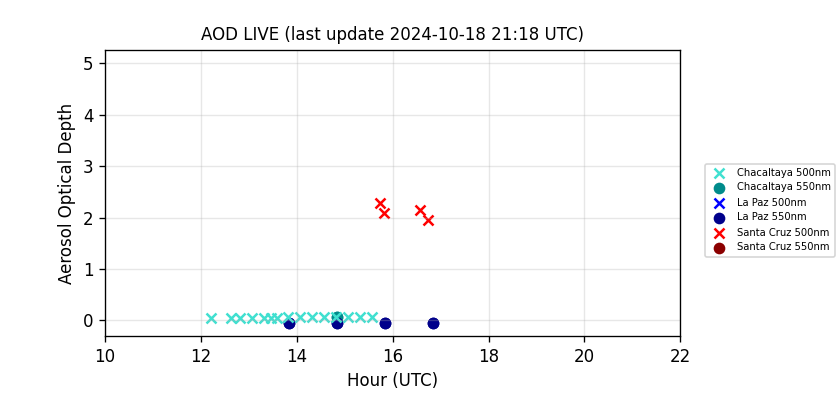 AOD LIVE (last update 2024-10-18 21:18 UTC)
Aerosol Optical Depth
5
4
3
2
1
0
10 12 14 16 18 20 22
Hour (UTC)
Chacaltaya 500nm
Chacaltaya 550nm
La Paz 500nm
La Paz 550nm
Santa Cruz 500nm
Santa Cruz 550nm